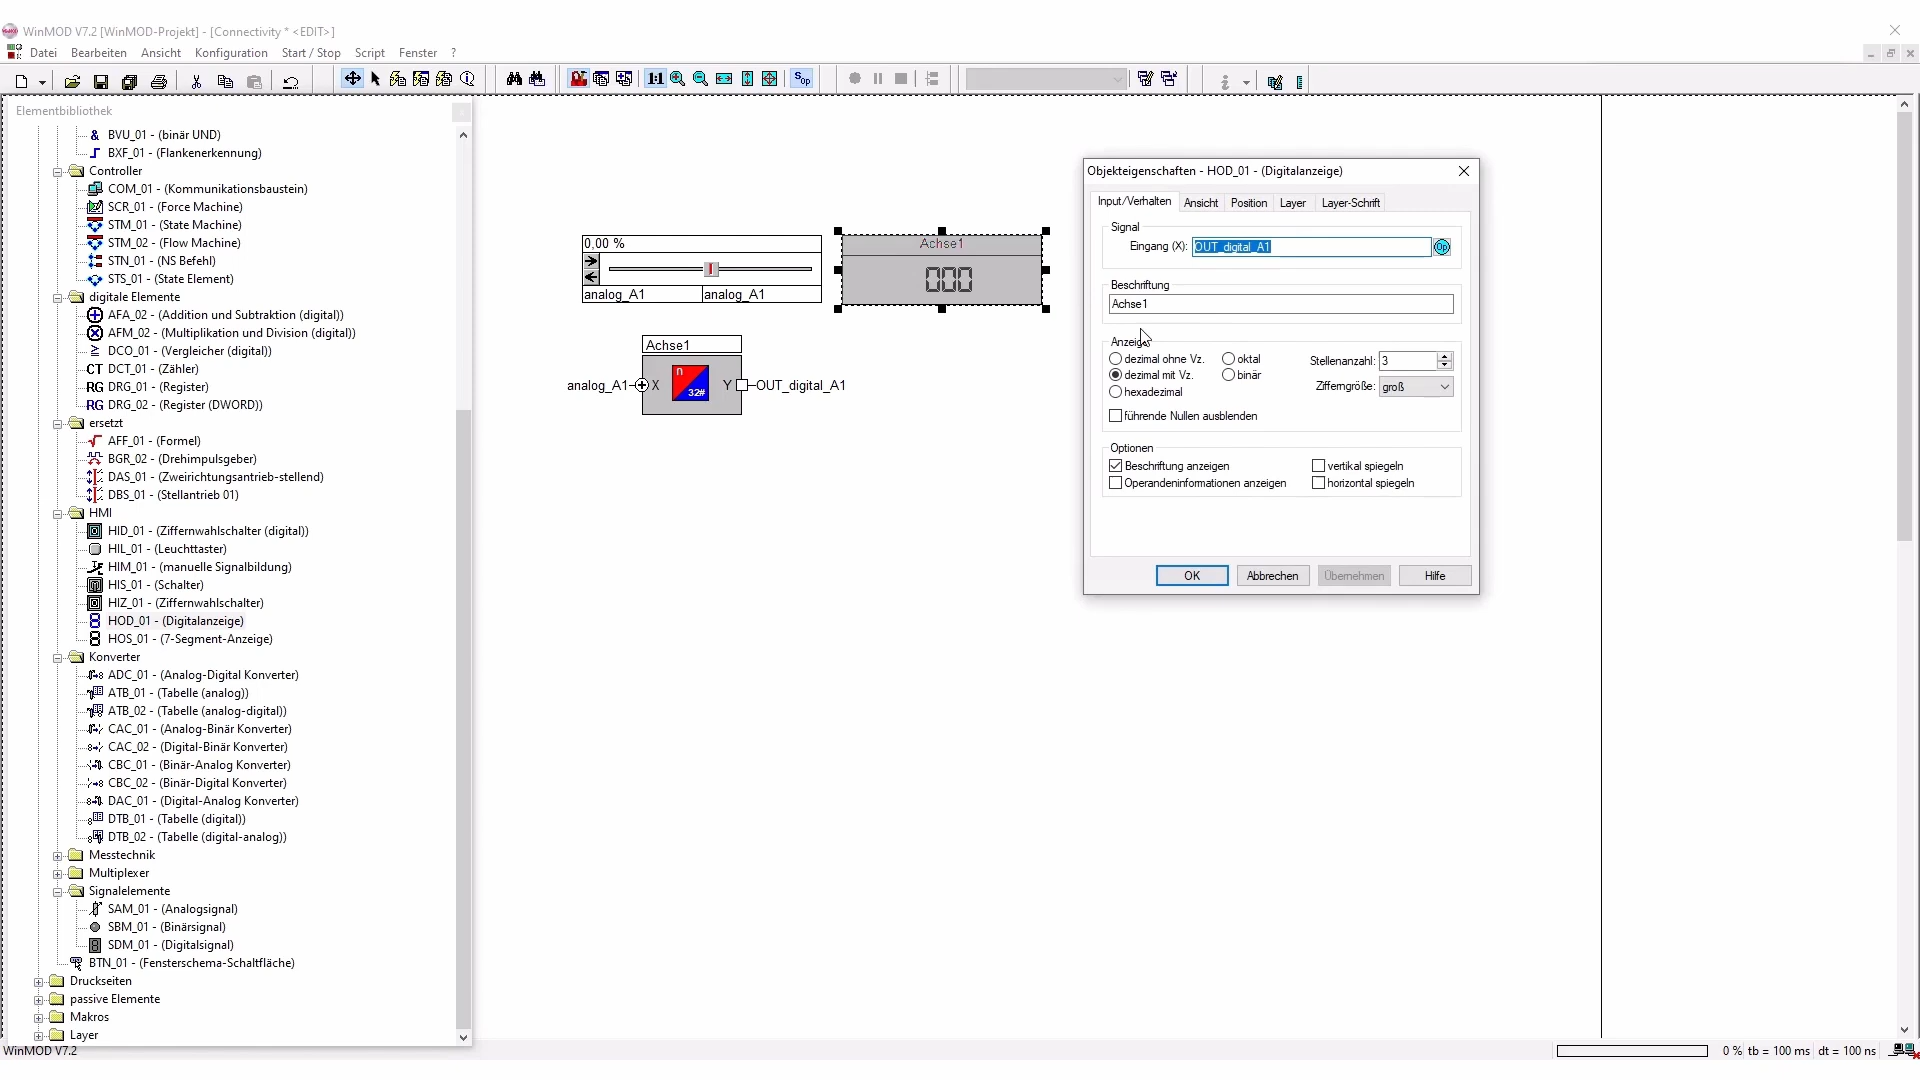 WinMOD V7.2 [WinMOD-Projekt] - [Connectivity * <EDIT>]
Datei Bearbeiten Ansicht Konfiguration Start / Stop Script Fenster ?
1:1
Sop
Elementbibliothek
BVU_01 - (binär UND)
BXF_01 - (Flankenerkennung)
Controller
COM_01 - (Kommunikationsbaustein)
SCR_01 - (Force Machine)
STM_01 - (State Machine)
STM_02 - (Flow Machine)
STN_01 - (NS Befehl)
STS_01 - (State Element)
digitale Elemente
AFA_02 - (Addition und Subtraktion (digital))
AFM_02 - (Multiplikation und Division (digital))
DCO_01 - (Vergleicher (digital))
CT DCT_01 - (Zähler)
RG DRG_01 - (Register)
RG DRG_02 - (Register (DWORD))
ersetzt
AFF_01 - (Formel)
BGR_02 - (Drehimpulsgeber)
DAS_01 - (Zweirichtungsantrieb-stellend)
DBS_01 - (Stellantrieb 01)
HMI
HID_01 - (Ziffernwahlschalter (digital))
HIL_01 - (Leuchttaster)
HIM_01 - (manuelle Signalbildung)
HIS_01 - (Schalter)
HIZ_01 - (Ziffernwahlschalter)
HOD_01 - (Digitalanzeige)
HOS_01 - (7-Segment-Anzeige)
Konverter
ADC_01 - (Analog-Digital Konverter)
ATB_01 - (Tabelle (analog))
ATB_02 - (Tabelle (analog-digital))
CAC_01 - (Analog-Binär Konverter)
CAC_02 - (Digital-Binär Konverter)
CBC_01 - (Binär-Analog Konverter)
CBC_02 - (Binär-Digital Konverter)
DAC_01 - (Digital-Analog Konverter)
DTB_01 - (Tabelle (digital))
DTB_02 - (Tabelle (digital-analog))
Messtechnik
Multiplexer
Signalelemente
SAM_01 - (Analogsignal)
SBM_01 - (Binärsignal)
SDM_01 - (Digitalsignal)
BTN_01 - (Fensterschema-Schaltfläche)
Druckseiten
passive Elemente
Makros
Layer
0,00 %
analog_A1 analog_A1
Achse1
000
Achse1
analog_A1 X n 32# Y OUT_digital_A1
Objekteigenschaften - HOD_01 - (Digitalanzeige)
Input/Verhalten Ansicht Position Layer Layer-Schrift
Signal
Eingang (X): OUT_digital_A1 Op
Beschriftung
Achse1
Anzeige
dezimal ohne Vz. oktal Stellenanzahl: 3
dezimal mit Vz. binär Zifferngröße: groß
hexadezimal
führende Nullen ausblenden
Optionen
Beschriftung anzeigen vertikal spiegeln
Operandeninformationen anzeigen horizontal spiegeln
OK Abbrechen Übernehmen Hilfe
WinMOD V7.2 0 % tb = 100 ms dt = 100 ns